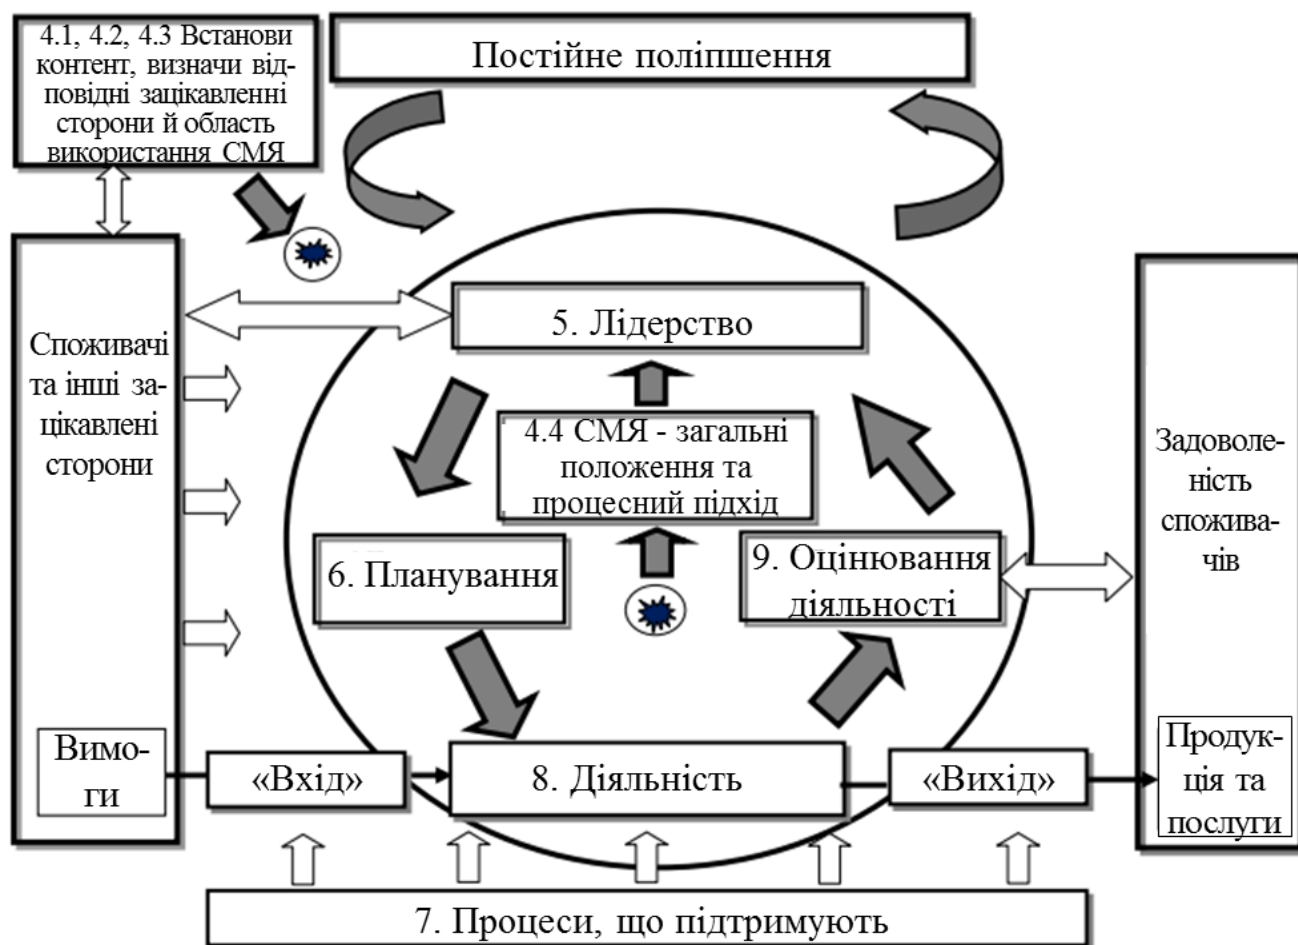 4.1, 4.2, 4.3 Встанови
контент, визначи від-
повідні зацікавленні
сторони й область
використання СМЯ
Постійне поліпшення
5. Лідерство
Споживачі
та інші за-
цікавлені
сторони
4.4 СМЯ - загальні
положення та
процесний підхід
Задоволе-
ність
спожива-
чів
6. Планування
9. Оцінювання
діяльності
Вимо-
ги
«Вхід»
8. Діяльність
«Вихід»
Продук-
ція та
послуги
7. Процеси, що підтримують